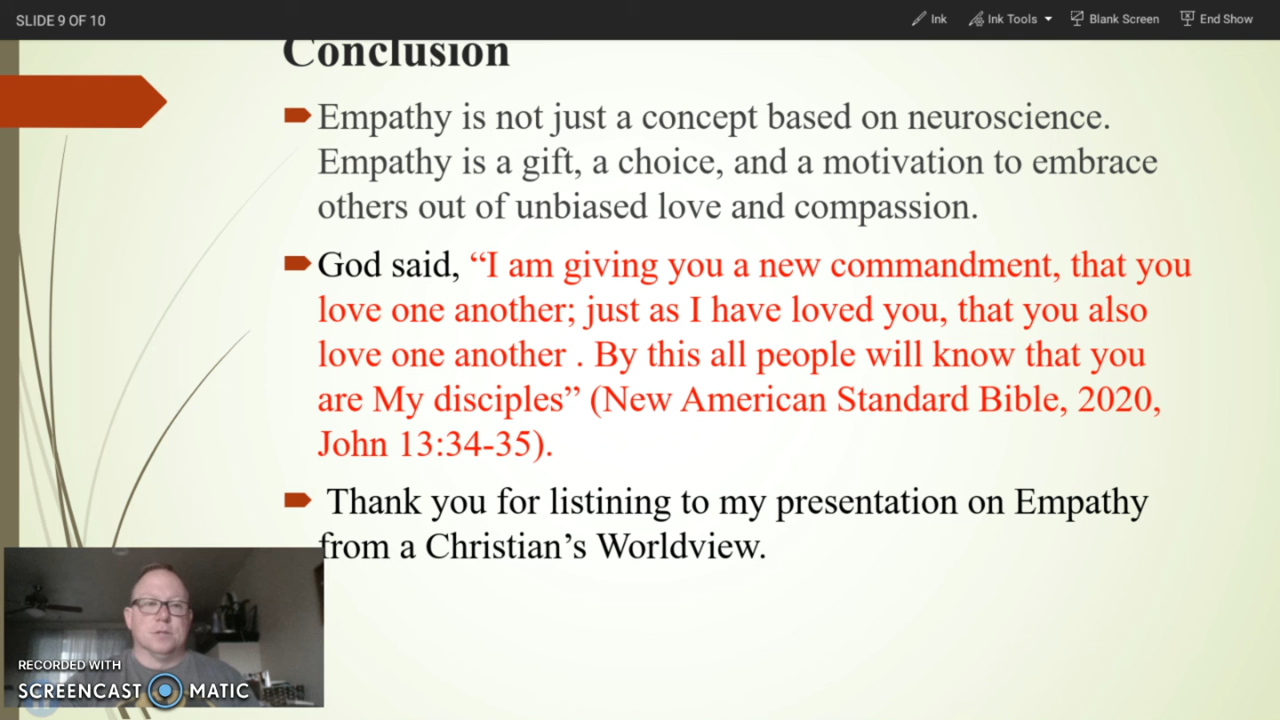 SLIDE 9 OF 10
Ink
Ink Tools
Blank Screen
End Show
Conclusion
Empathy is not just a concept based on neuroscience.
Empathy is a gift, a choice, and a motivation to embrace
others out of unbiased love and compassion.
God said, “I am giving you a new commandment, that you
love one another; just as I have loved you, that you also
love one another . By this all people will know that you
are My disciples” (New American Standard Bible, 2020,
John 13:34-35).
Thank you for listining to my presentation on Empathy
from a Christian’s Worldview.
RECORDED WITH
SCREENCAST MATIC